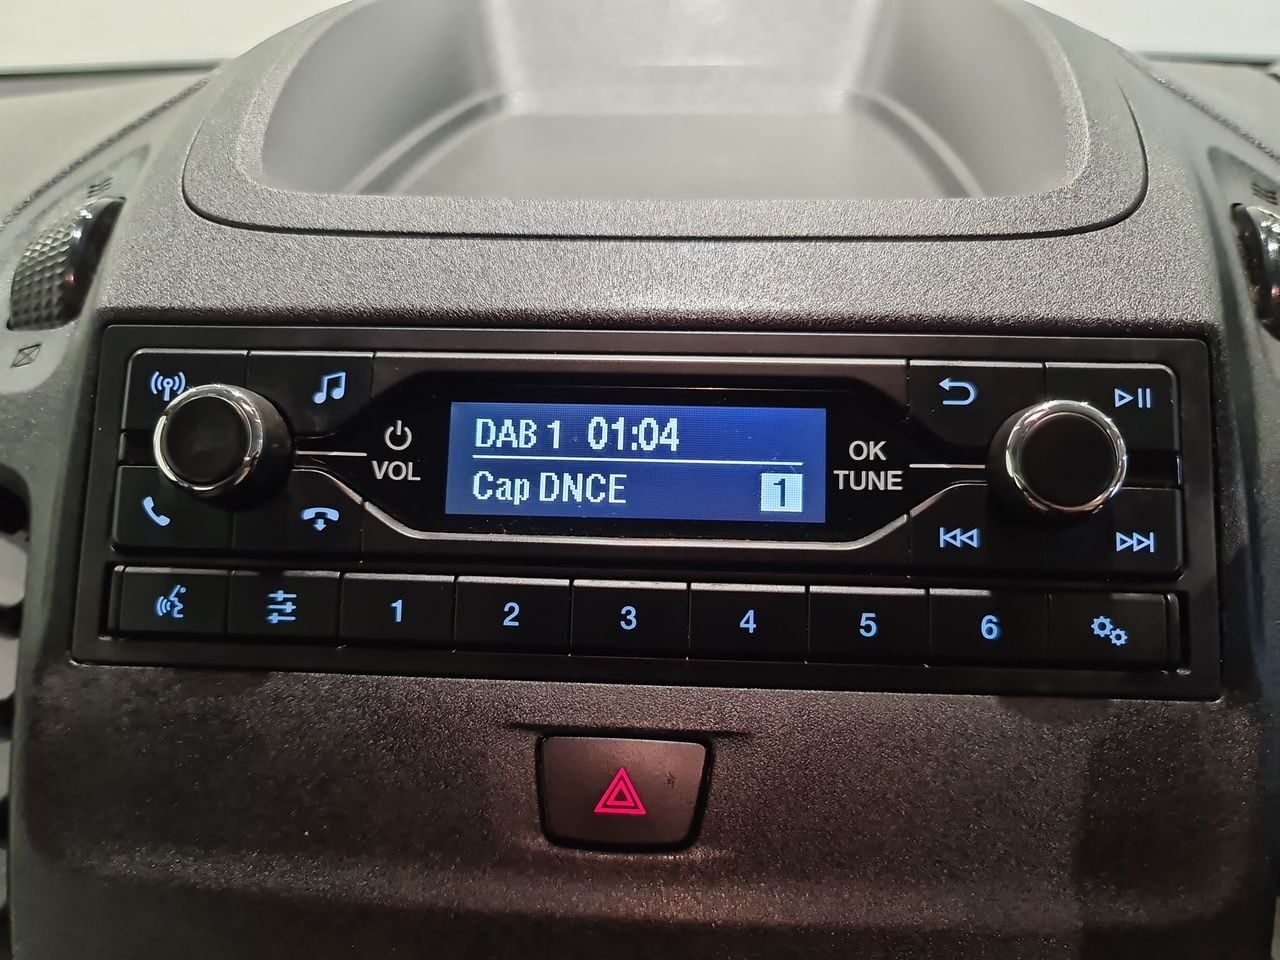 DAB 1 01:04
Cap DNCE 1
VOL
OK
TUNE
1 2 3 4 5 6